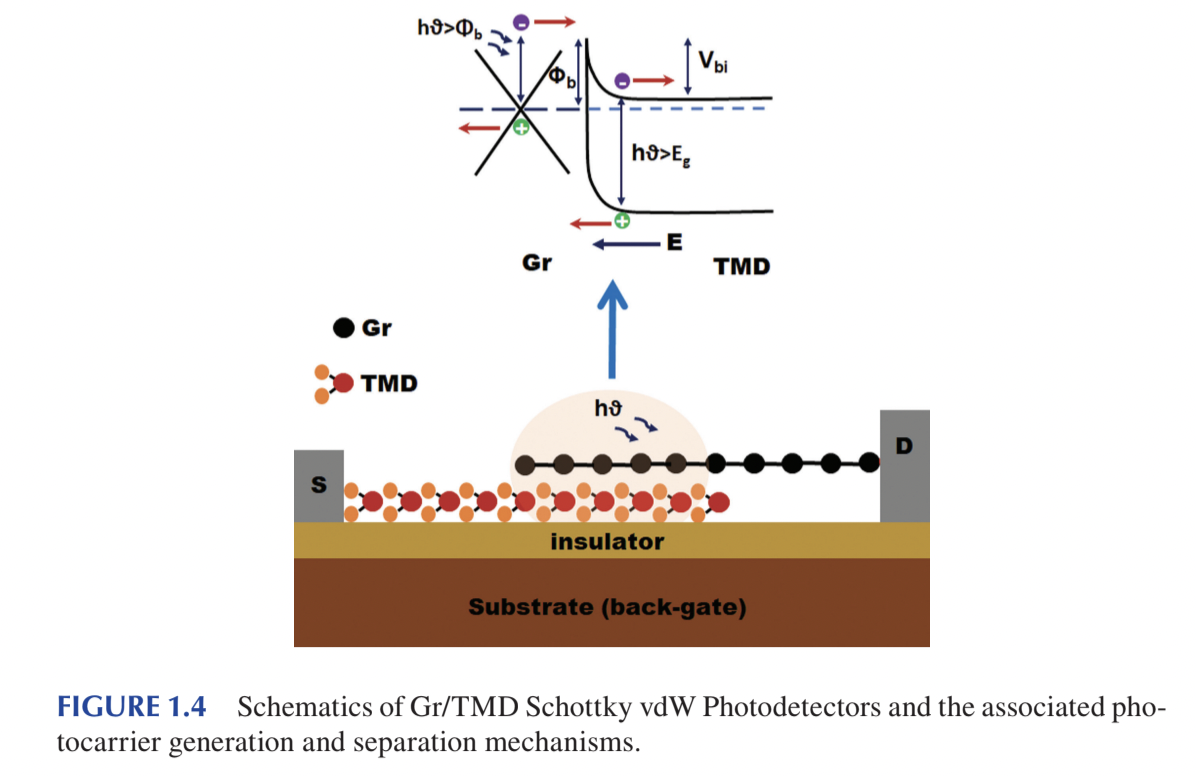 hϑ>Φb
Φb
Vbi
hϑ>Eg
E
Gr
TMD
Gr
TMD
hϑ
D
S
insulator
Substrate (back-gate)
FIGURE 1.4 Schematics of Gr/TMD Schottky vdW Photodetectors and the associated pho-
tocarrier generation and separation mechanisms.